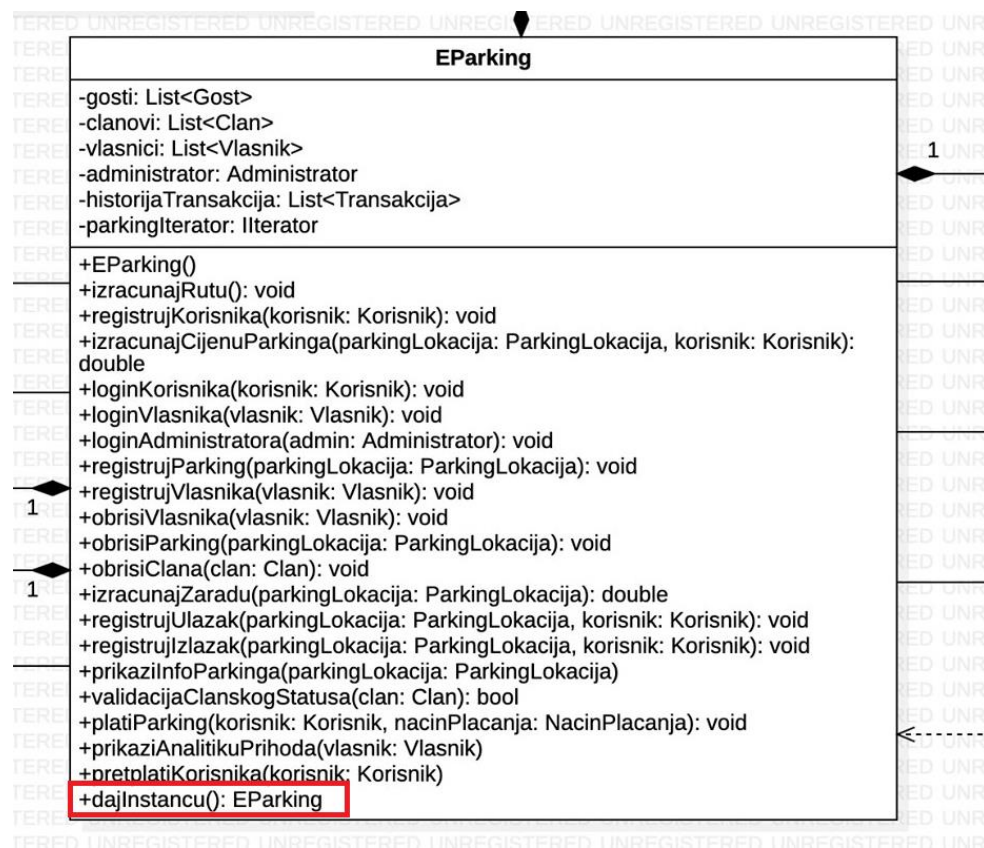 UNREGISTERED UNREGISTERED UNREGISTERED UNREGISTERED
EParking
-gosti: List<Gost>
-clanovi: List<Clan>
-vlasnici: List<Vlasnik>
-administrator: Administrator
-historijaTransakcija: List<Transakcija>
-parkingIterator: IIterator
1
+EParking()
+izracunajRutu(): void
+registrujKorisnika(korisnik: Korisnik): void
+izracunajCijenuParkinga(parkingLokacija: ParkingLokacija, korisnik: Korisnik):
double
+loginKorisnika(korisnik: Korisnik): void
+loginVlasnika(vlasnik: Vlasnik): void
+loginAdministratora(admin: Administrator): void
+registrujParking(parkingLokacija: ParkingLokacija): void
+registrujVlasnika(vlasnik: Vlasnik): void
1
+obrisiVlasnika(vlasnik: Vlasnik): void
+obrisiParking(parkingLokacija: ParkingLokacija): void
+obrisiClana(clan: Clan): void
1
+izracunajZaradu(parkingLokacija: ParkingLokacija): double
+registrujUlazak(parkingLokacija: ParkingLokacija, korisnik: Korisnik): void
+registrujIzlazak(parkingLokacija: ParkingLokacija, korisnik: Korisnik): void
+prikaziInfoParkinga(parkingLokacija: ParkingLokacija)
+validacijaClanskogStatusa(clan: Clan): bool
+platiParking(korisnik: Korisnik, nacinPlacanja: NacinPlacanja): void
+prikaziAnalitikuPrihoda(vlasnik: Vlasnik)
+pretplatiKorisnika(korisnik: Korisnik)
+dajInstancu(): EParking